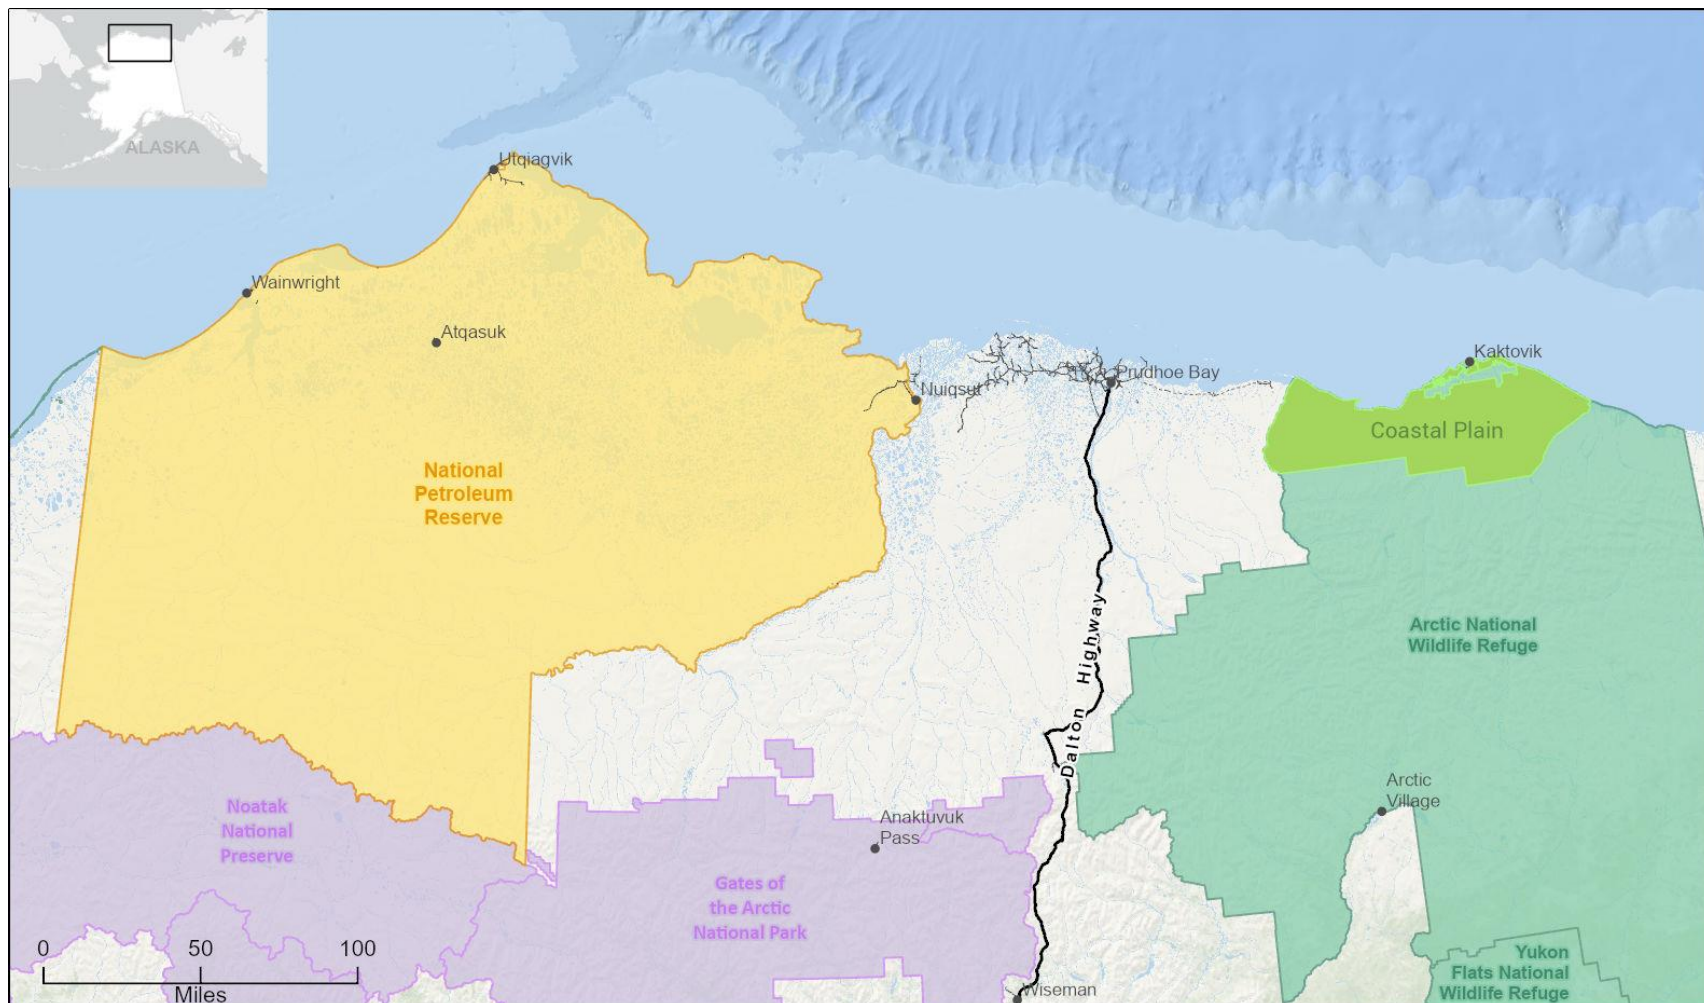 ALASKA
Utqiagvik
Wainwright
Atqasuk
Kaktovik
Prudhoe Bay
Nuiqsut
Coastal Plain
National
Petroleum
Reserve
Arctic National
Wildlife Refuge
Dalton Highway
Arctic
Village
Noatak
National
Preserve
Anaktuvuk
Pass
Gates of
the Arctic
National Park
0 50 100
Miles
Yukon
Flats National
Wildlife Refuge
Wiseman